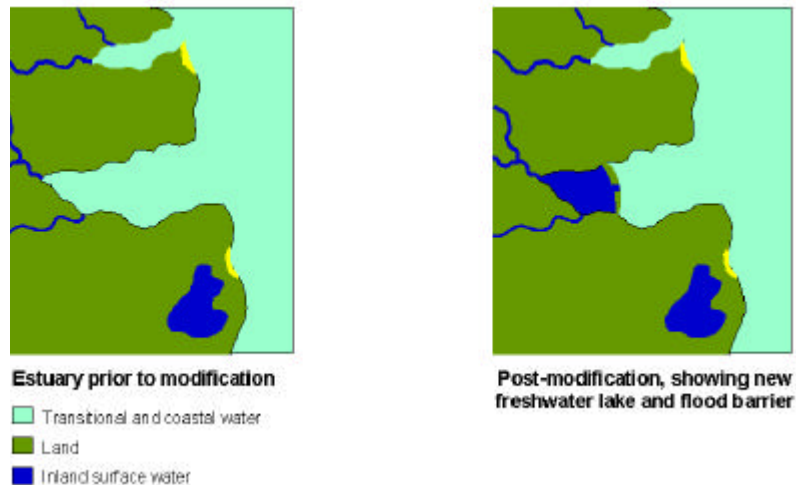 Estuary prior to modification
Transitional and coastal water
Land
Inland surface water
Post-modification, showing new
freshwater lake and flood barrier